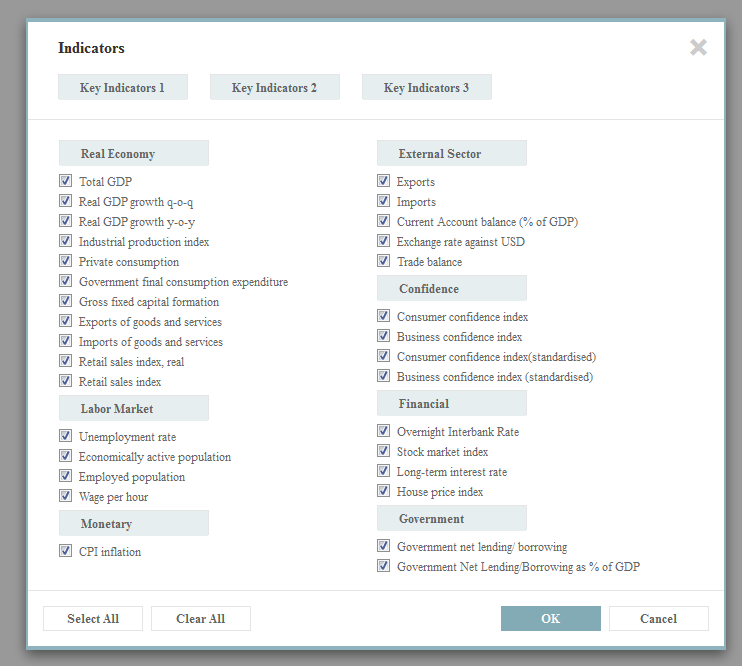 Indicators
Key Indicators 1
Key Indicators 2
Key Indicators 3
Real Economy
Total GDP
Real GDP growth q-o-q
Real GDP growth y-o-y
Industrial production index
Private consumption
Government final consumption expenditure
Gross fixed capital formation
Exports of goods and services
Imports of goods and services
Retail sales index, real
Retail sales index
Labor Market
Unemployment rate
Economically active population
Employed population
Wage per hour
Monetary
CPI inflation
External Sector
Exports
Imports
Current Account balance (% of GDP)
Exchange rate against USD
Trade balance
Confidence
Consumer confidence index
Business confidence index
Consumer confidence index(standardised)
Business confidence index (standardised)
Financial
Overnight Interbank Rate
Stock market index
Long-term interest rate
House price index
Government
Government net lending/ borrowing
Government Net Lending/Borrowing as % of GDP
Select All
Clear All
OK
Cancel